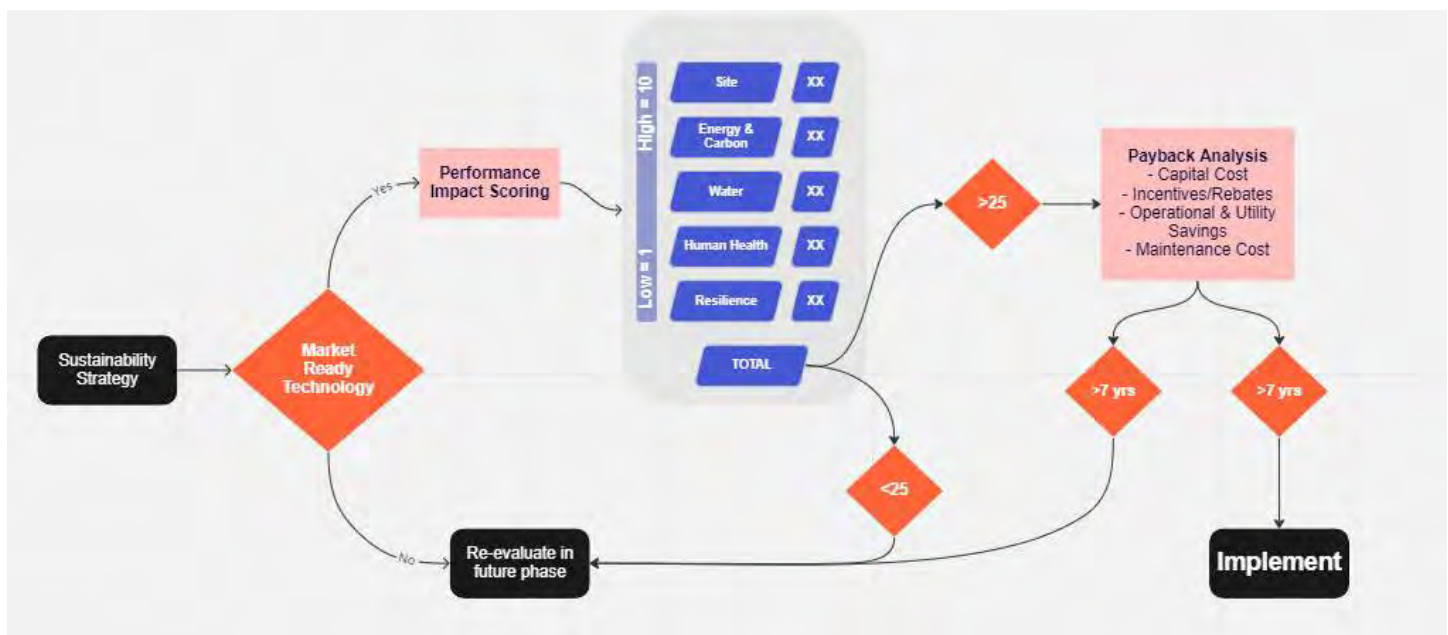 Sustainability
Strategy
Market
Ready
Technology
Yes
No
Performance
Impact Scoring
High = 10
Low = 1
Site
XX
Energy &
Carbon
XX
Water
XX
Human Health
XX
Resilience
XX
TOTAL
>25
<25
Payback Analysis
- Capital Cost
- Incentives/Rebates
- Operational & Utility
Savings
- Maintenance Cost
>7 yrs
>7 yrs
Re-evaluate in
future phase
Implement